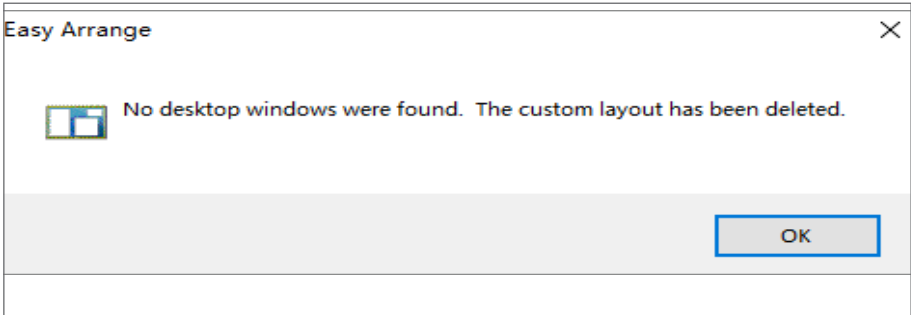 Easy Arrange
No desktop windows were found.  The custom layout has been deleted.
OK